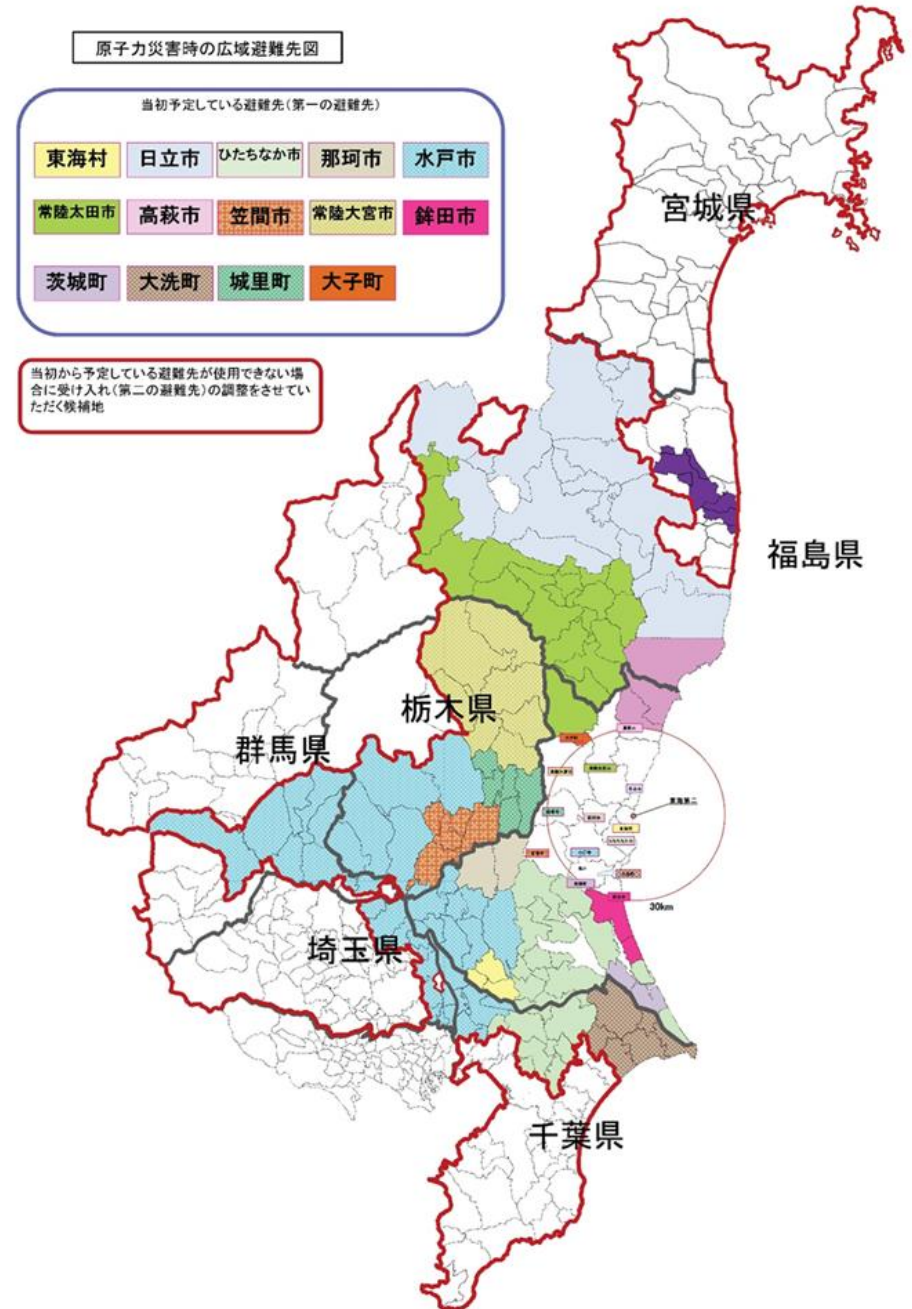 原子力災害時の広域避難先図
当初予定している避難先(第一の避難先)
東海村 日立市 ひたちなか市 那珂市 水戸市
常陸太田市 高萩市 笠間市 常陸大宮市 鉾田市
茨城町 大洗町 城里町 大子町
当初から予定している避難先が使用できない場
合に受け入れ(第二の避難先)の調整をさせてい
ただく候補地
宮城県
福島県
栃木県
群馬県
東海第二
30km
埼玉県
千葉県